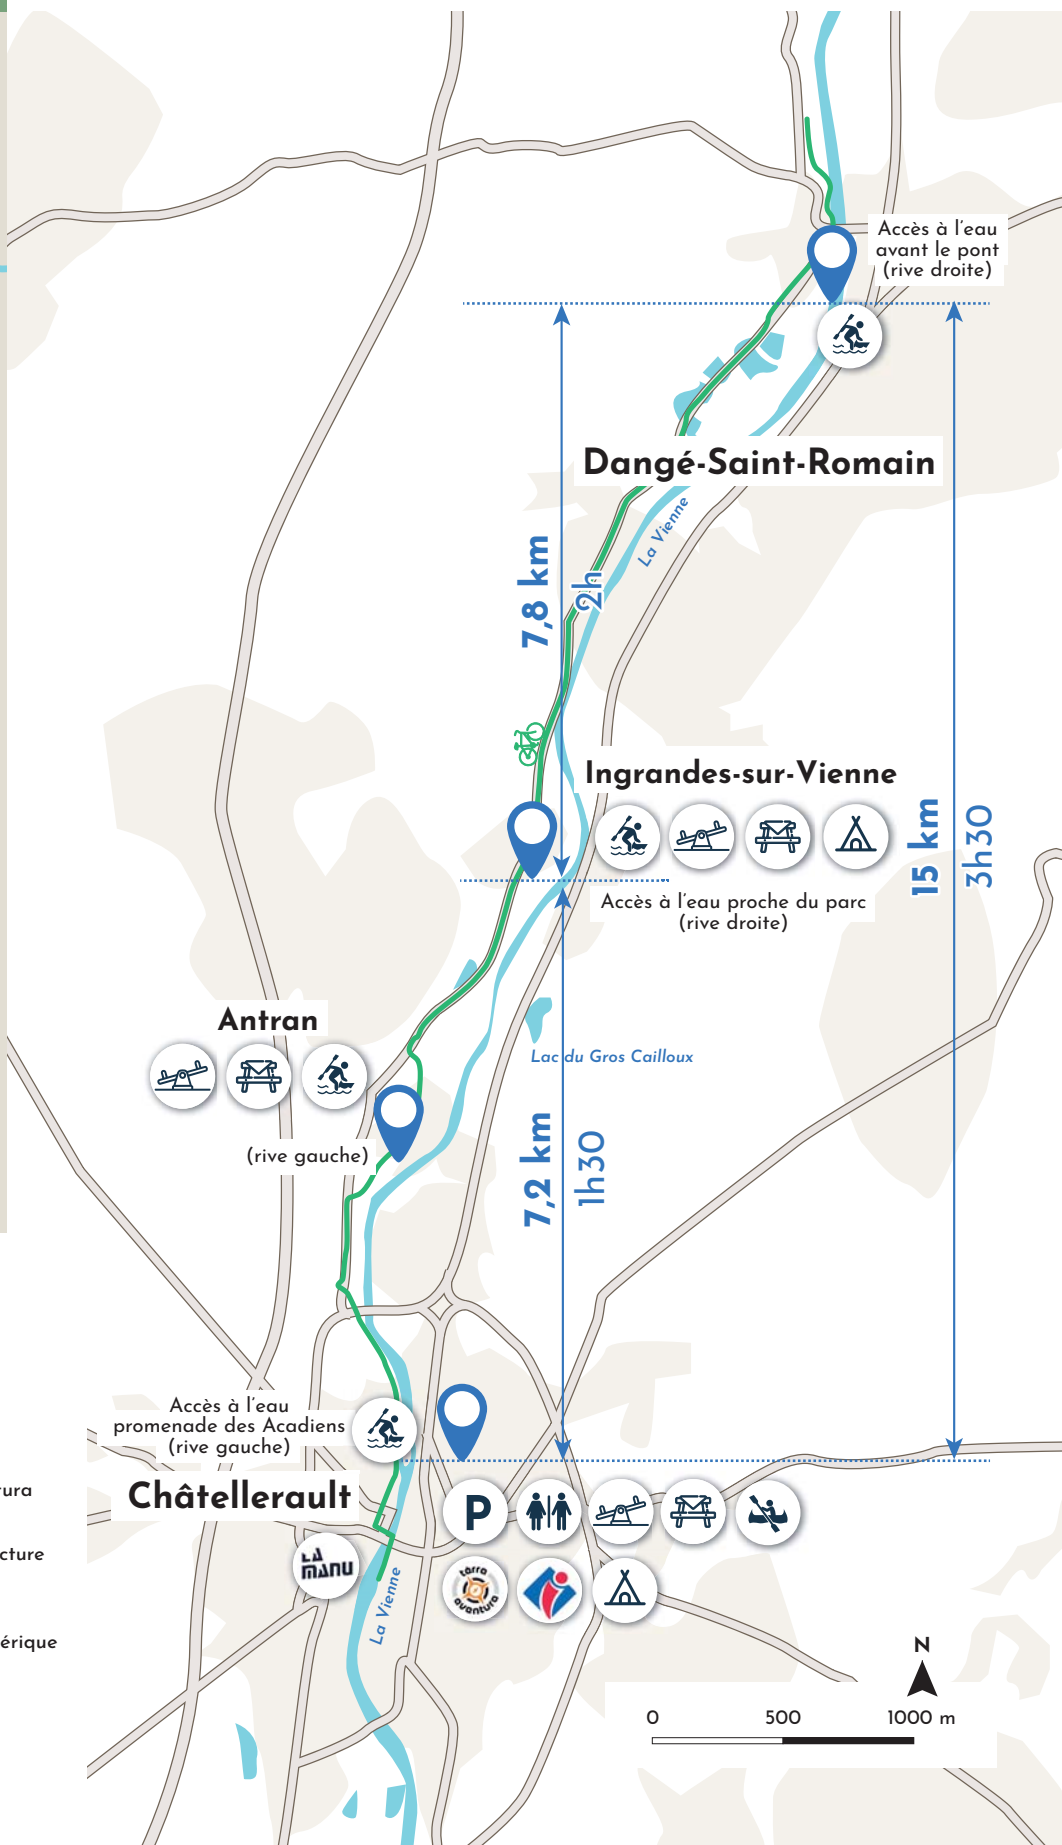 Accès à l'eau
avant le pont
(rive droite)
Dangé-Saint-Romain
La Vienne
7,8 km
2h
Ingrandes-sur-Vienne
15 km
3h30
Accès à l'eau proche du parc
(rive droite)
Antran
Lac du Gros Cailloux
(rive gauche)
7,2 km
1h30
Accès à l'eau
promenade des Acadiens
(rive gauche)
Châtellerault
P
LA
MANU
tèrra
aventura
La Vienne
tura
cture
érique
N
0 500 1000 m